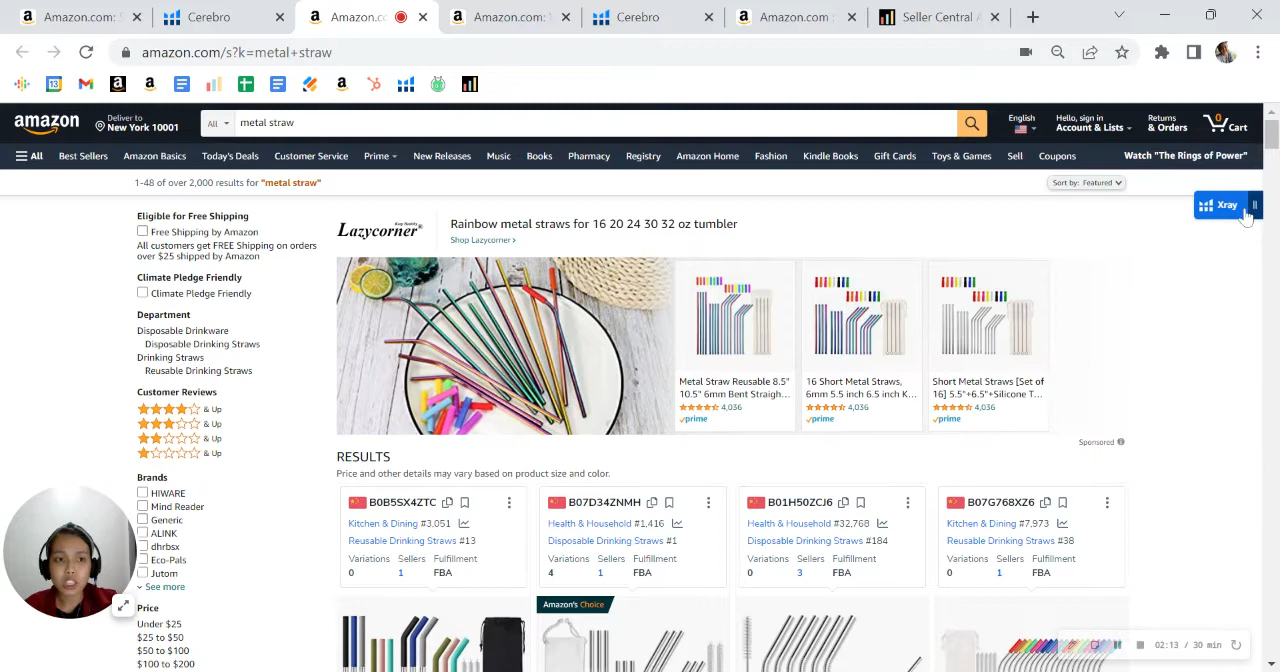 Amazon.com: S
Cerebro
Amazon.co
Amazon.com: 
Cerebro
Amazon.com :
Seller Central A
amazon.com/s?k=metal+straw
13
amazon
Deliver to
New York 10001
All
metal straw
English
Hello, sign in
Account & Lists
Returns
& Orders
0
Cart
All
Best Sellers
Amazon Basics
Today's Deals
Customer Service
Prime
New Releases
Music
Books
Pharmacy
Registry
Amazon Home
Fashion
Kindle Books
Gift Cards
Toys & Games
Sell
Coupons
Watch "The Rings of Power"
1-48 of over 2,000 results for "metal straw"
Sort by: Featured
Xray
Eligible for Free Shipping
Free Shipping by Amazon
All customers get FREE Shipping on orders
over $25 shipped by Amazon
Climate Pledge Friendly
Climate Pledge Friendly
Department
Disposable Drinkware
Disposable Drinking Straws
Drinking Straws
Reusable Drinking Straws
Customer Reviews
& Up
& Up
& Up
& Up
Brands
HIWARE
Mind Reader
Generic
ALINK
dhrbsx
Eco-Pals
Jutom
See more
Price
Under $25
$25 to $50
$50 to $100
$100 to $200
Lazycorner®
Rainbow metal straws for 16 20 24 30 32 oz tumbler
Shop Lazycorner ›
Metal Straw Reusable 8.5"
10.5" 6mm Bent Straigh...
4,036
prime
16 Short Metal Straws,
6mm 5.5 inch 6.5 inch K...
4,036
prime
Short Metal Straws [Set of
16] 5.5"+6.5"+Silicone T...
4,036
prime
Sponsored
RESULTS
Price and other details may vary based on product size and color.
B0B5SX4ZTC
Kitchen & Dining #3,051
Reusable Drinking Straws #13
Variations Sellers Fulfillment
0 1 FBA
B07D34ZNMH
Health & Household #1,416
Disposable Drinking Straws #1
Variations Sellers Fulfillment
4 1 FBA
B01H50ZCJ6
Health & Household #32,768
Disposable Drinking Straws #184
Variations Sellers Fulfillment
0 3 FBA
B07G768XZ6
Kitchen & Dining #7,973
Reusable Drinking Straws #38
Variations Sellers Fulfillment
0 1 FBA
Amazon's Choice
02:13 / 30 min